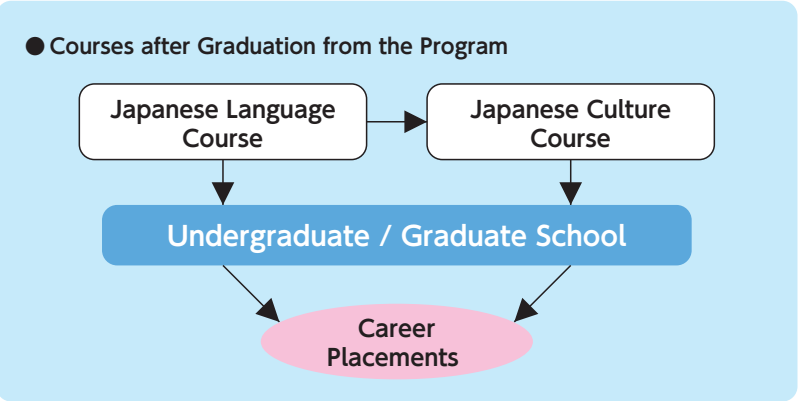 ● Courses after Graduation from the Program
Japanese Language
Course
Japanese Culture
Course
Undergraduate / Graduate School
Career
Placements